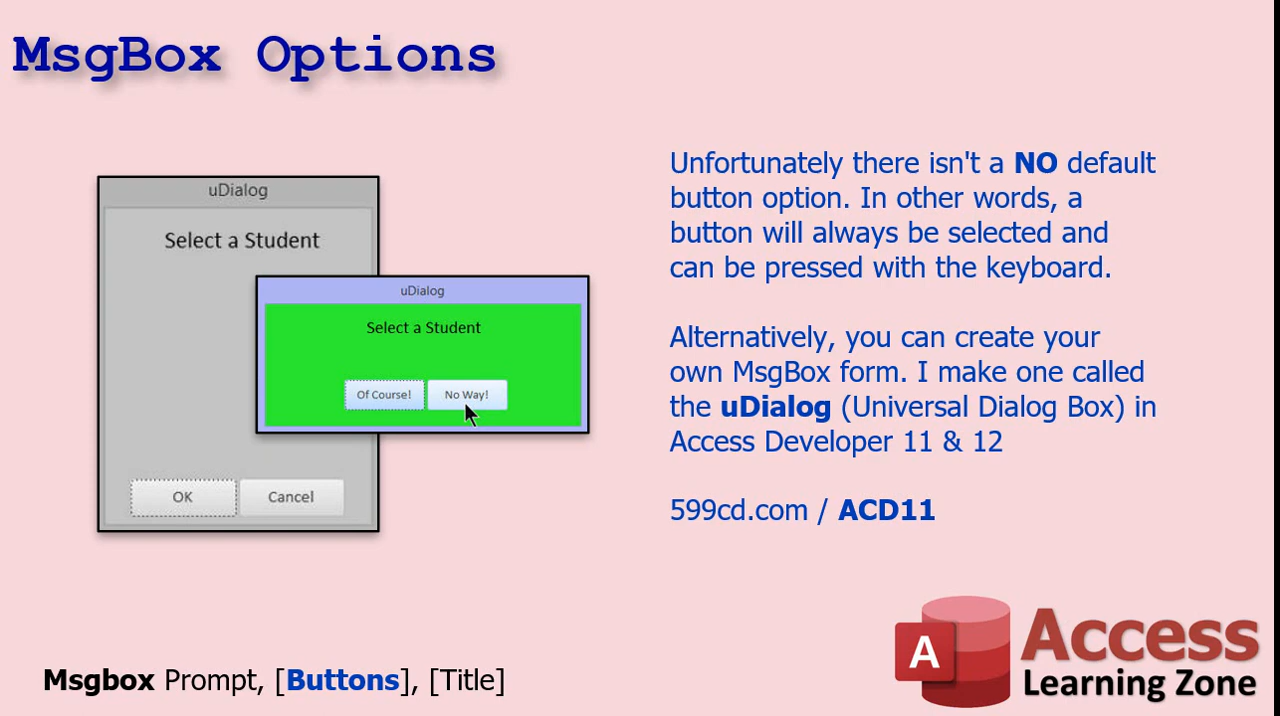 MsgBox Options
uDialog
Select a Student
OK
Cancel
uDialog
Select a Student
Of Course!
No Way!
Unfortunately there isn't a NO default
button option. In other words, a
button will always be selected and
can be pressed with the keyboard.
Alternatively, you can create your
own MsgBox form. I make one called
the uDialog (Universal Dialog Box) in
Access Developer 11 & 12
599cd.com / ACD11
Msgbox Prompt, [Buttons], [Title]
A
Access
Learning Zone